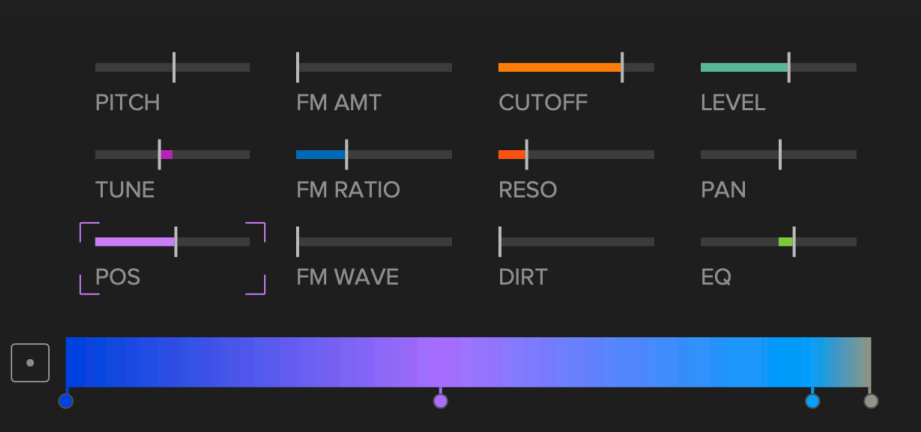 PITCH FM AMT CUTOFF LEVEL
TUNE FM RATIO RESO PAN
POS FM WAVE DIRT EQ